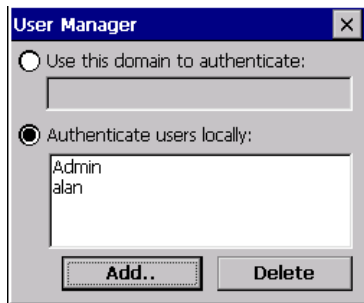 User Manager
Use this domain to authenticate:
Authenticate users locally:
Admin
alan
Add..
Delete